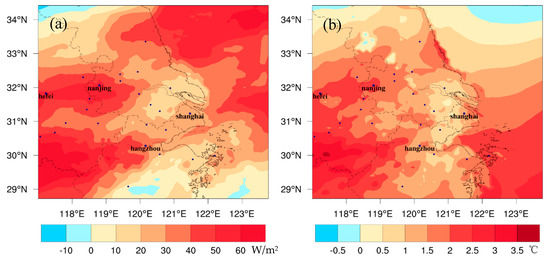 (a)
(b)
34°N
33°N
32°N
31°N
30°N
29°N
nanjing
hefei
shanghai
hangzhou
118°E 119°E 120°E 121°E 122°E 123°E
34°N
33°N
32°N
31°N
30°N
29°N
nanjing
hefei
shanghai
hangzhou
118°E 119°E 120°E 121°E 122°E 123°E
-10 0 10 20 30 40 50 60 W/m²
-0.5 0 0.5 1 1.5 2 2.5 3 3.5 ℃